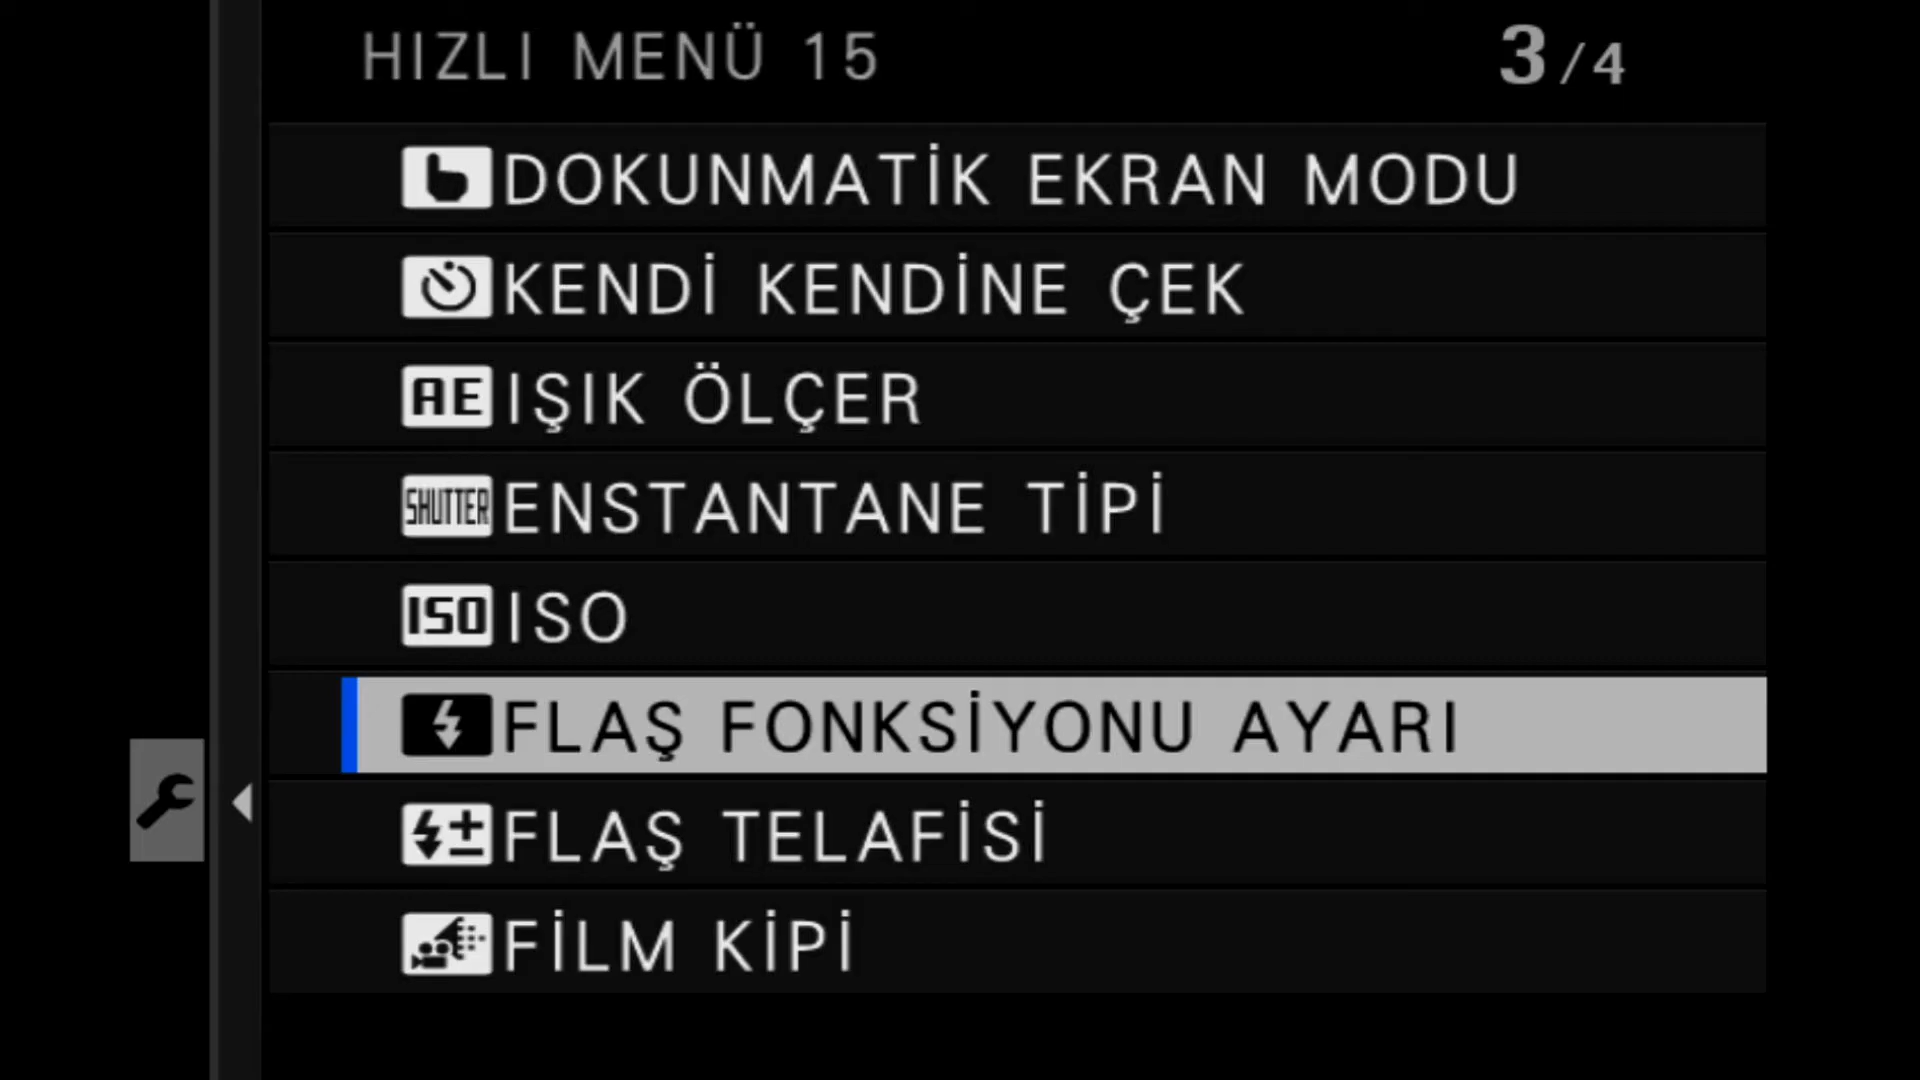 HIZLI MENÜ 15 3/4
DOKUNMATİK EKRAN MODU
KENDİ KENDİNE ÇEK
AE IŞIK ÖLÇER
SHUTTER ENSTANTANE TİPİ
ISO ISO
FLAŞ FONKSİYONU AYARI
FLAŞ TELAFİSİ
FİLM KİPİ